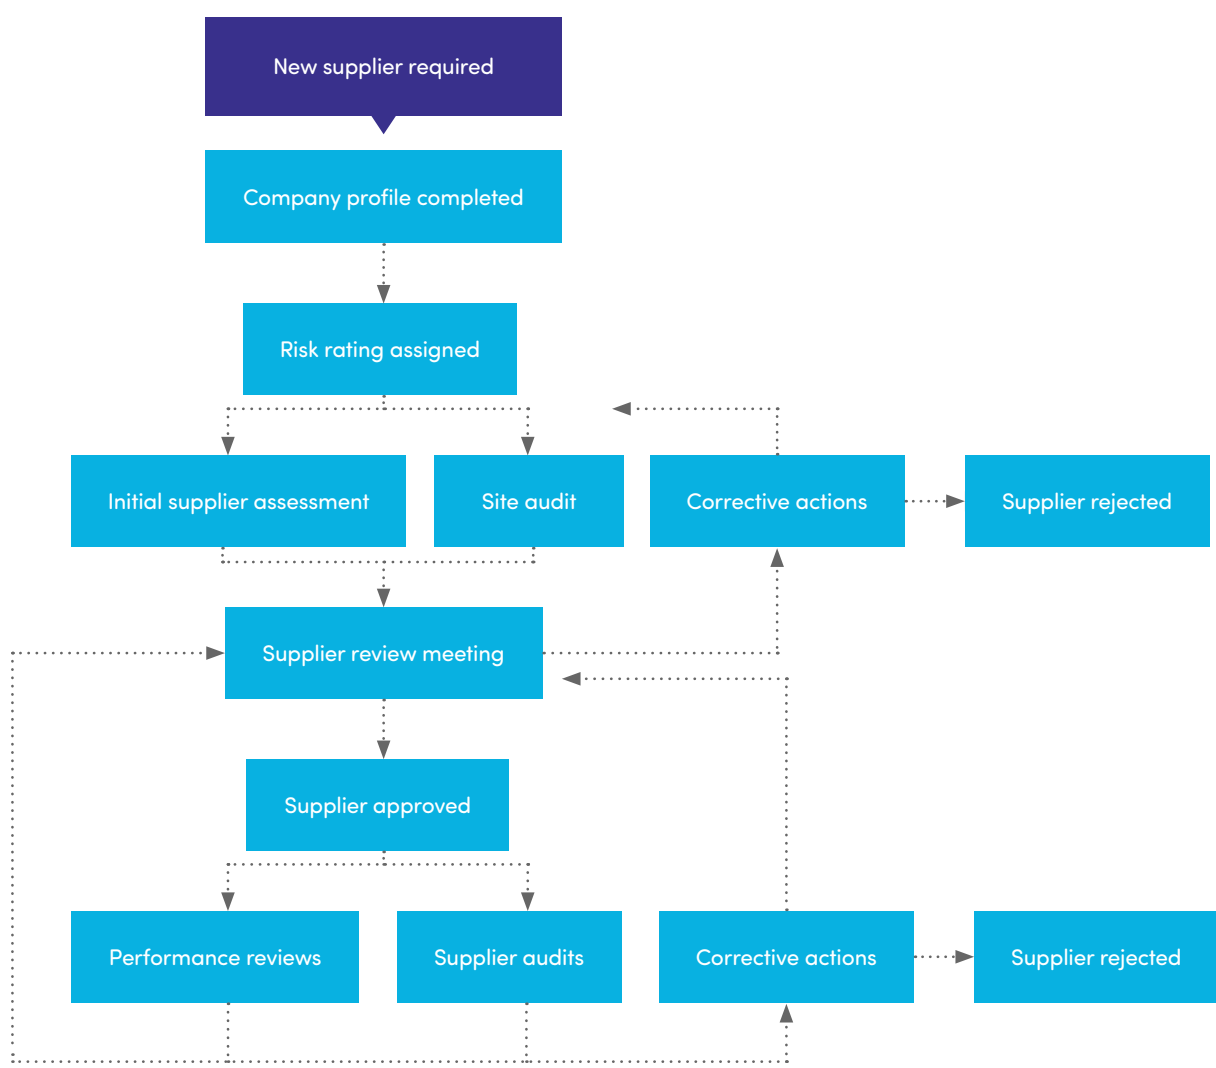 New supplier required
Company profile completed
Risk rating assigned
Initial supplier assessment
Site audit
Corrective actions
Supplier rejected
Supplier review meeting
Supplier approved
Performance reviews
Supplier audits
Corrective actions
Supplier rejected